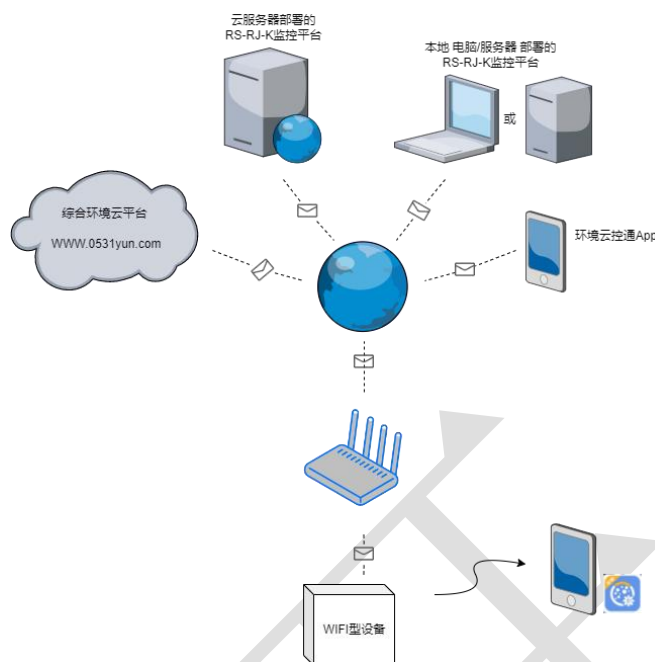 云服务器部署的
RS-RJ-K监控平台
本地 电脑/服务器 部署的
RS-RJ-K监控平台
或
综合环境云平台
WWW.0531yun.com
环境云控通App
WIFI型设备